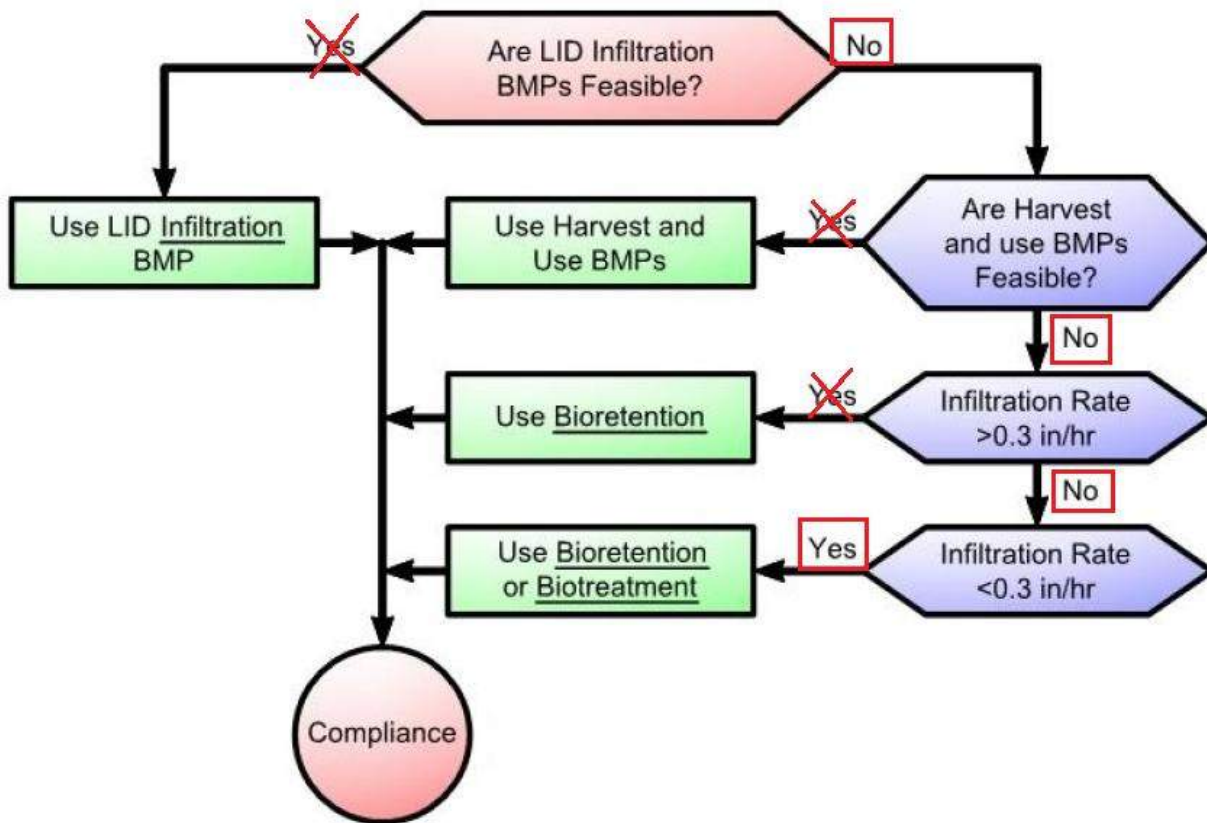 Yes
Are LID Infiltration
BMPs Feasible?
No
Use LID Infiltration
BMP
Use Harvest and
Use BMPs
Yes
Are Harvest
and use BMPs
Feasible?
No
Use Bioretention
Yes
Infiltration Rate
>0.3 in/hr
No
Use Bioretention
or Biotreatment
Yes
Infiltration Rate
<0.3 in/hr
Compliance